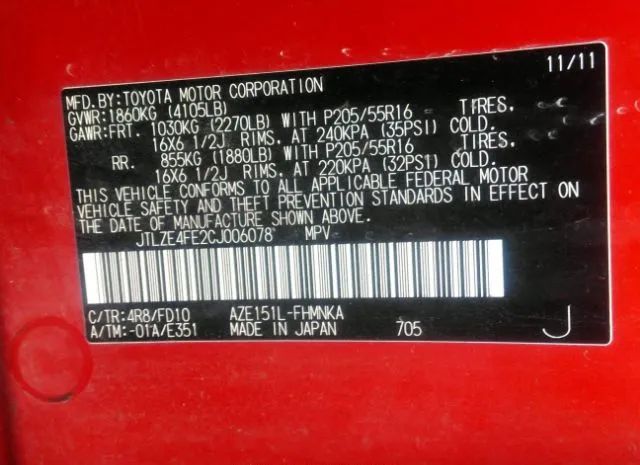 11/11
MFD.BY:TOYOTA MOTOR CORPORATION
GVWR:1860KG (4105LB)
GAWR:FRT. 1030KG (2270LB) WITH P205/55R16 TIRES.
16X6 1/2J RIMS. AT 240KPA (35PSI) COLD.
RR. 855KG (1880LB) WITH P205/55R16 TIRES.
16X6 1/2J RIMS. AT 220KPA (32PSI) COLD.
THIS VEHICLE CONFORMS TO ALL APPLICABLE FEDERAL MOTOR
VEHICLE SAFETY AND THEFT PREVENTION STANDARDS IN EFFECT ON
THE DATE OF MANUFACTURE SHOWN ABOVE.
JTLZE4FE2CJ006078 MPV
C/TR:4R8/FD10 AZE151L-FHMNKA
A/TM:-01A/E351 MADE IN JAPAN 705 J